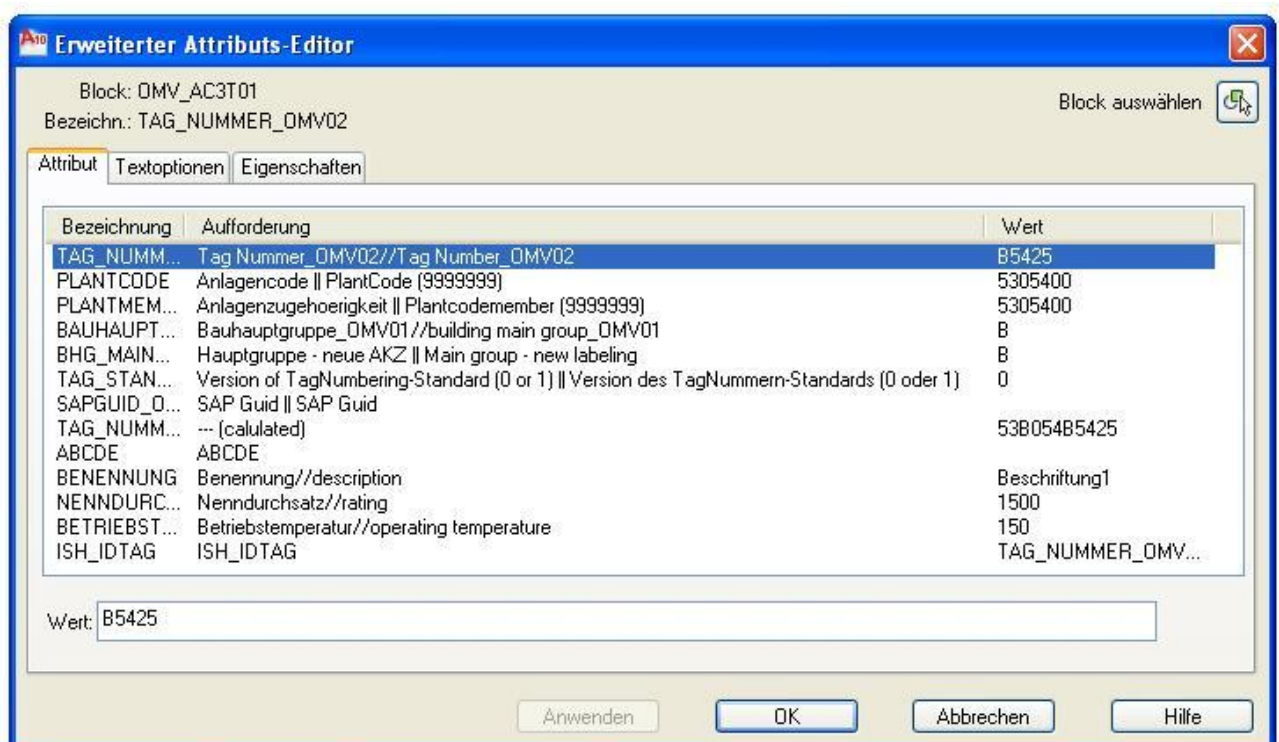 A10 Erweiterter Attributs-Editor
Block: OMV_AC3T01
Block auswählen
Bezeichn.: TAG_NUMMER_OMV02
Attribut Textoptionen Eigenschaften
Bezeichnung Aufforderung Wert
TAG_NUMM... Tag Nummer_OMV02//Tag Number_OMV02 B5425
PLANTCODE Anlagencode || PlantCode (9999999) 5305400
PLANTMEM... Anlagenzugehoerigkeit || Plantcodemember (9999999) 5305400
BAUHAUPT... Bauhauptgruppe_OMV01//building main group_OMV01 B
BHG_MAIN... Hauptgruppe - neue AKZ || Main group - new labeling B
TAG_STAN... Version of TagNumbering-Standard (0 or 1) || Version des TagNummern-Standards (0 oder 1) 0
SAPGUID_O... SAP Guid || SAP Guid
TAG_NUMM... --- (calulated) 53B054B5425
ABCDE ABCDE
BENENNUNG Benennung//description Beschriftung1
NENNDURC... Nenndurchsatz//rating 1500
BETRIEBST... Betriebstemperatur//operating temperature 150
ISH_IDTAG ISH_IDTAG TAG_NUMMER_OMV...
Wert: B5425
Anwenden OK Abbrechen Hilfe